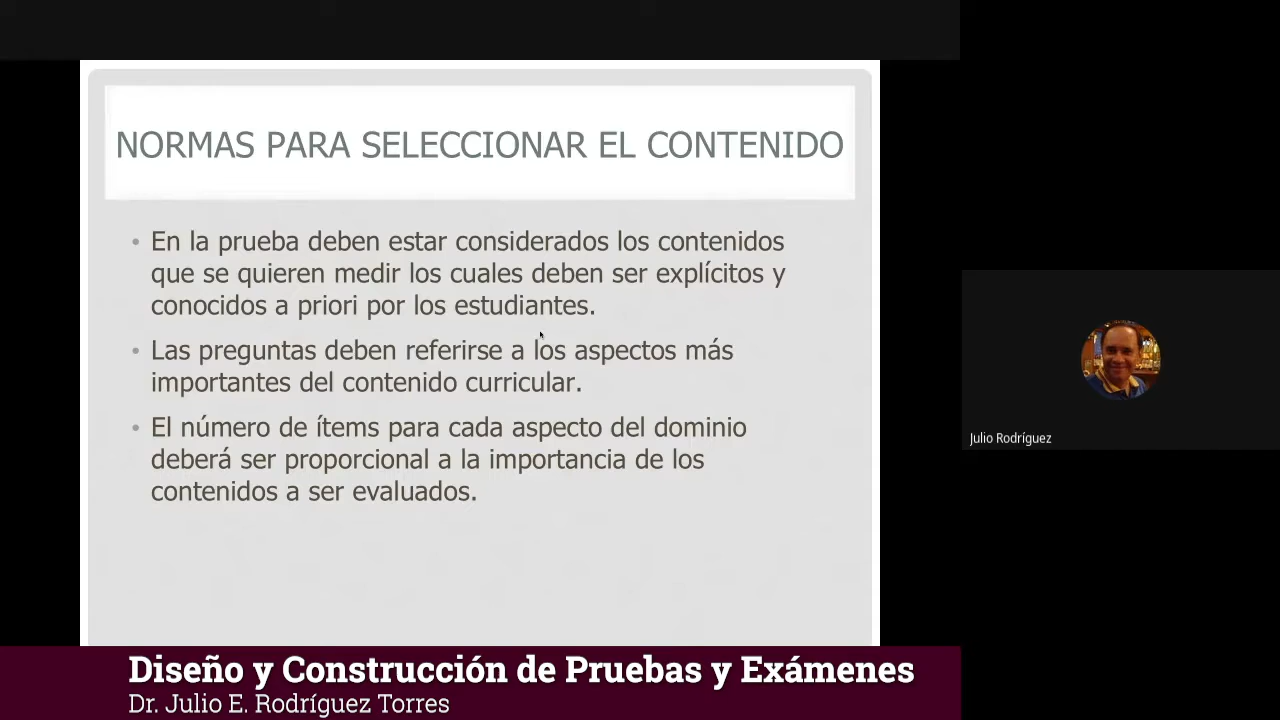 NORMAS PARA SELECCIONAR EL CONTENIDO
• En la prueba deben estar considerados los contenidos
que se quieren medir los cuales deben ser explícitos y
conocidos a priori por los estudiantes.
• Las preguntas deben referirse a los aspectos más
importantes del contenido curricular.
• El número de ítems para cada aspecto del dominio
deberá ser proporcional a la importancia de los
contenidos a ser evaluados.
Julio Rodríguez
Diseño y Construcción de Pruebas y Exámenes
Dr. Julio E. Rodríguez Torres